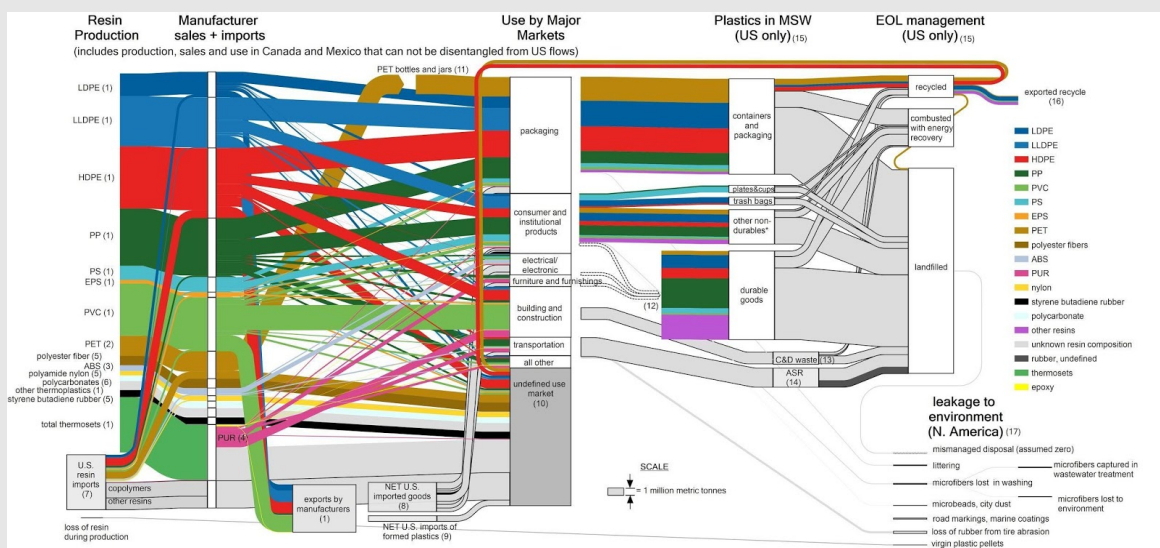 Resin
Production
Manufacturer
sales + imports
Use by Major
Markets
Plastics in MSW
(US only) (15)
EOL management
(US only) (15)
(includes production, sales and use in Canada and Mexico that can not be disentangled from US flows)
LDPE (1)
LLDPE (1)
HDPE (1)
PP (1)
PS (1)
EPS (1)
PVC (1)
PET (2)
polyester fiber (5)
ABS (3)
polyamide nylon (5)
polycarbonates (6)
other thermoplastics (1)
styrene butadiene rubber (5)
total thermosets (1)
U.S.
resin
imports
(7)
copolymers
other resins
loss of resin
during production
PUR (4)
PET bottles and jars (11)
exports by
manufacturers
(1)
NET U.S.
imported goods
(8)
NET U.S. imports of
formed plastics (9)
packaging
consumer and
institutional
products
electrical/
electronic
furniture and furnishings
building and
construction
transportation
all other
undefined use
market
(10)
(12)
SCALE
= 1 million metric tonnes
containers
and
packaging
plates&cups
trash bags
other non-
durables*
durable
goods
C&D waste (13)
ASR
(14)
recycled
combusted
with energy
recovery
landfilled
exported recycle
(16)
LDPE
LLDPE
HDPE
PP
PVC
PS
EPS
PET
polyester fibers
ABS
PUR
nylon
styrene butadiene rubber
polycarbonate
other resins
unknown resin composition
rubber, undefined
thermosets
epoxy
leakage to
environment
(N. America) (17)
mismanaged disposal (assumed zero)
littering
microfibers lost in washing
microbeads, city dust
road markings, marine coatings
loss of rubber from tire abrasion
virgin plastic pellets
microfibers captured in
wastewater treatment
microfibers lost to
environment